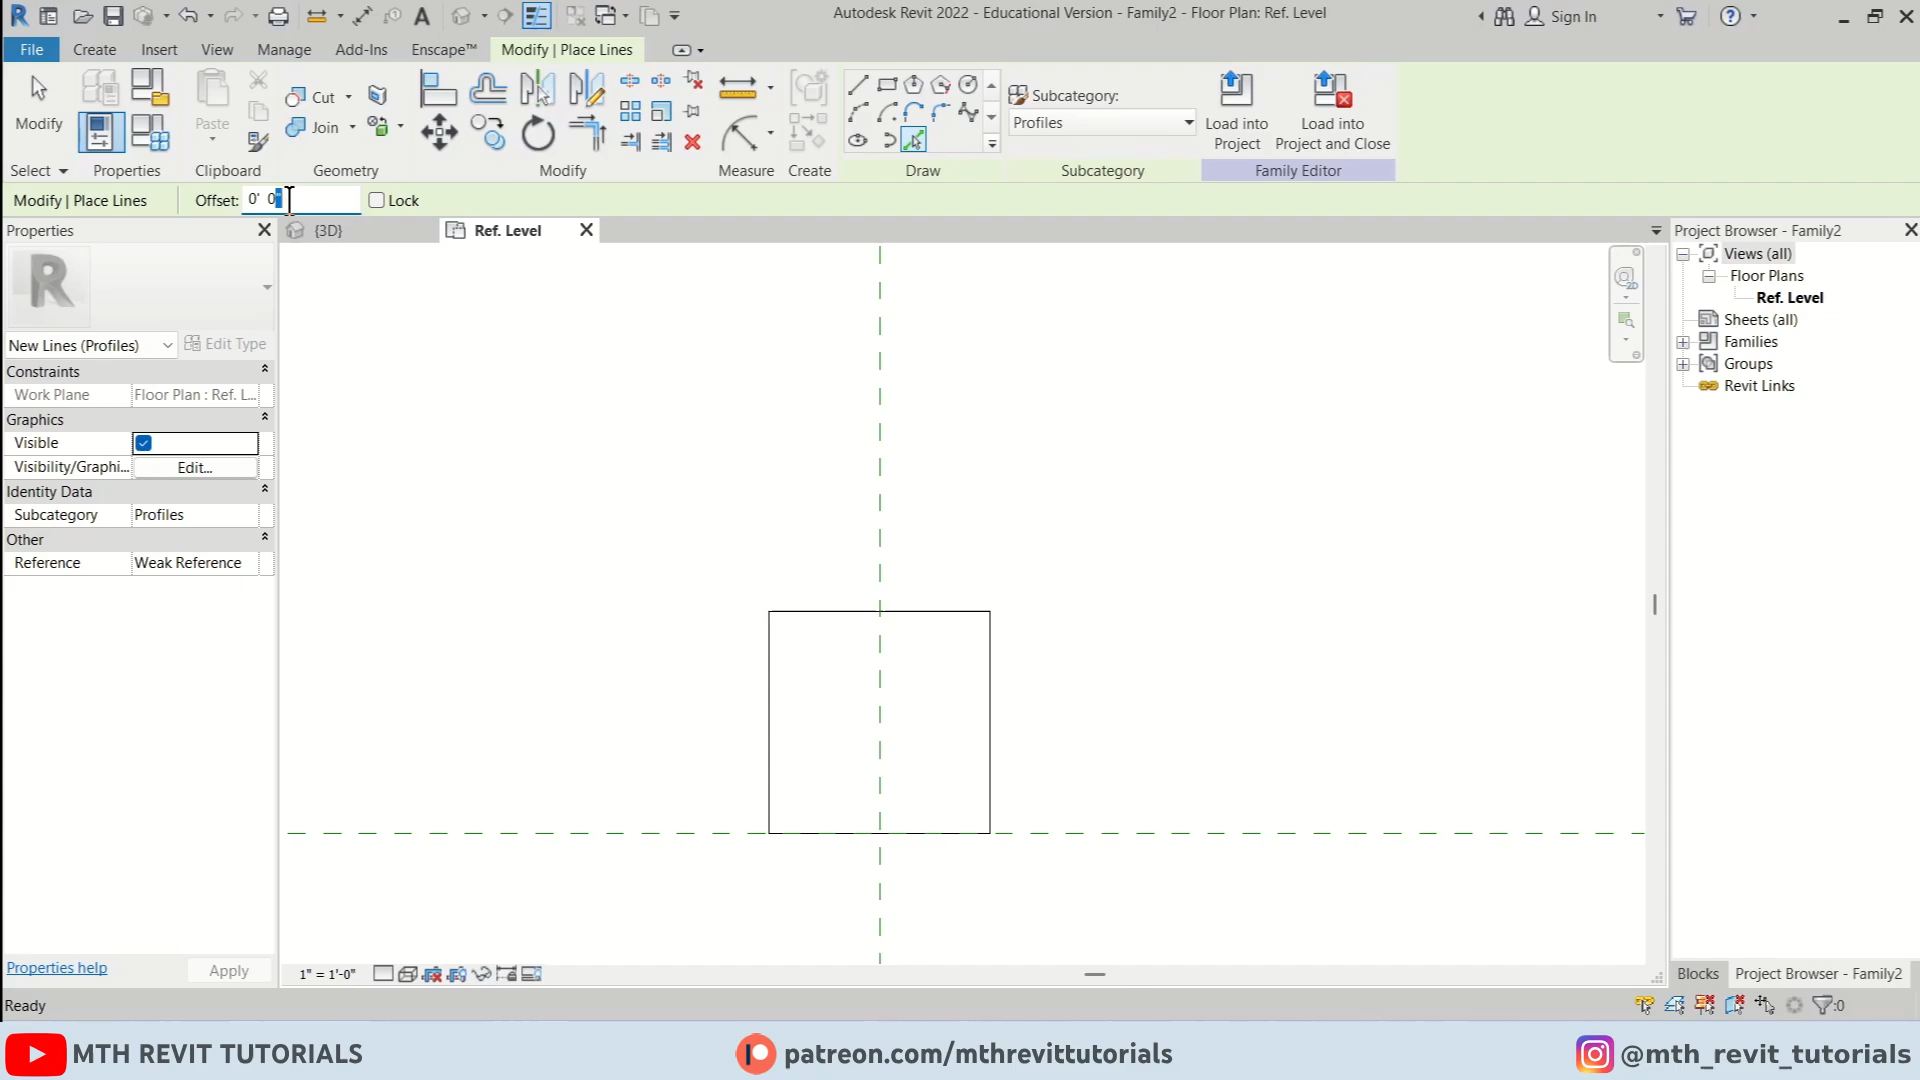 Autodesk Revit 2022 - Educational Version - Family2 - Floor Plan: Ref. Level
Sign In
File
Create
Insert
View
Manage
Add-Ins
Enscape™
Modify | Place Lines
Modify
Paste
Cut
Join
Subcategory:
Profiles
Load into
Project
Load into
Project and Close
Select
Properties
Clipboard
Geometry
Modify
Measure
Create
Draw
Subcategory
Family Editor
Modify | Place Lines
Offset:
0' 0"
Lock
Properties
{3D}
Ref. Level
Project Browser - Family2
R
New Lines (Profiles)
Edit Type
Constraints
Work Plane
Floor Plan : Ref. L...
Graphics
Visible
Visibility/Graphi...
Edit...
Identity Data
Subcategory
Profiles
Other
Reference
Weak Reference
Views (all)
Floor Plans
Ref. Level
Sheets (all)
Families
Groups
Revit Links
2D
Properties help
Apply
1" = 1'-0"
Blocks
Project Browser - Family2
Ready
:0
MTH REVIT TUTORIALS
patreon.com/mthrevittutorials
@mth_revit_tutorials